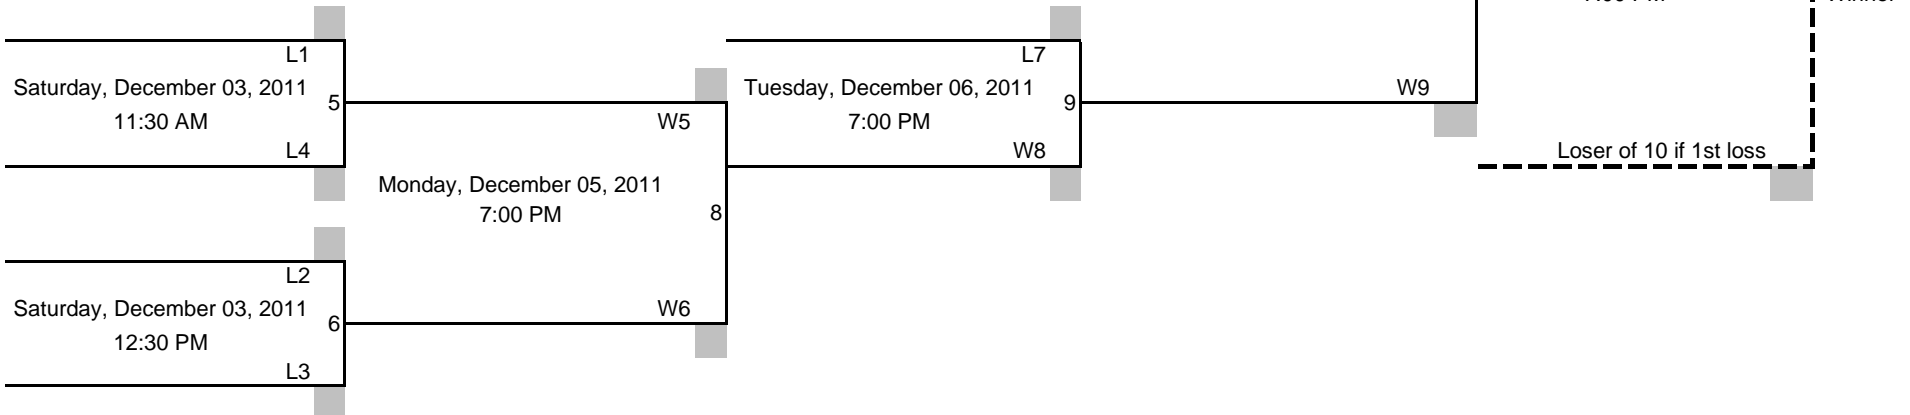 L1
Saturday, December 03, 2011
5
11:30 AM
L4
W5
Monday, December 05, 2011
7:00 PM
8
L2
Saturday, December 03, 2011
6
12:30 PM
L3
W6
L7
Tuesday, December 06, 2011
9
7:00 PM
W8
W9
Loser of 10 if 1st loss